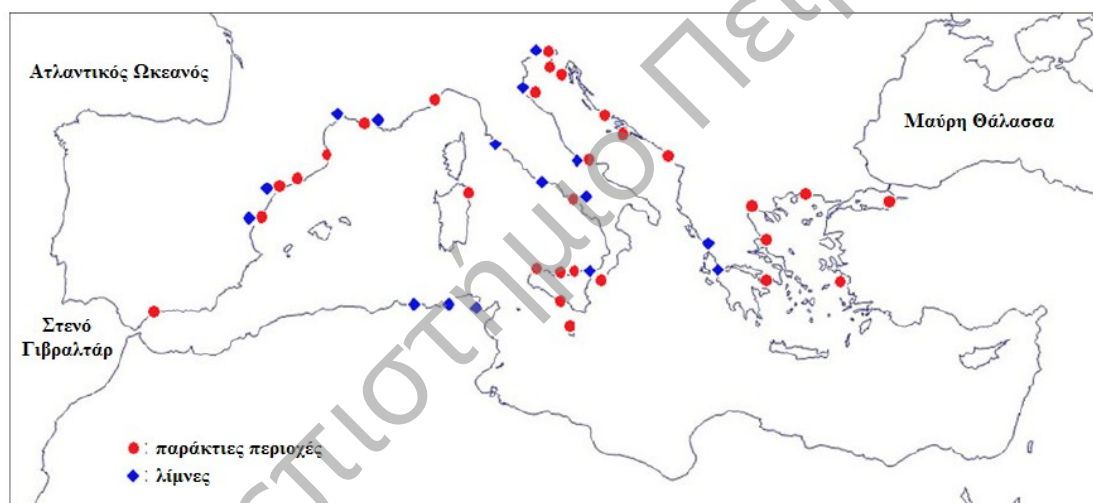 Ατλαντικός Ωκεανός
Μαύρη Θάλασσα
Στενό
Γιβραλτάρ
: παράκτιες περιοχές
: λίμνες